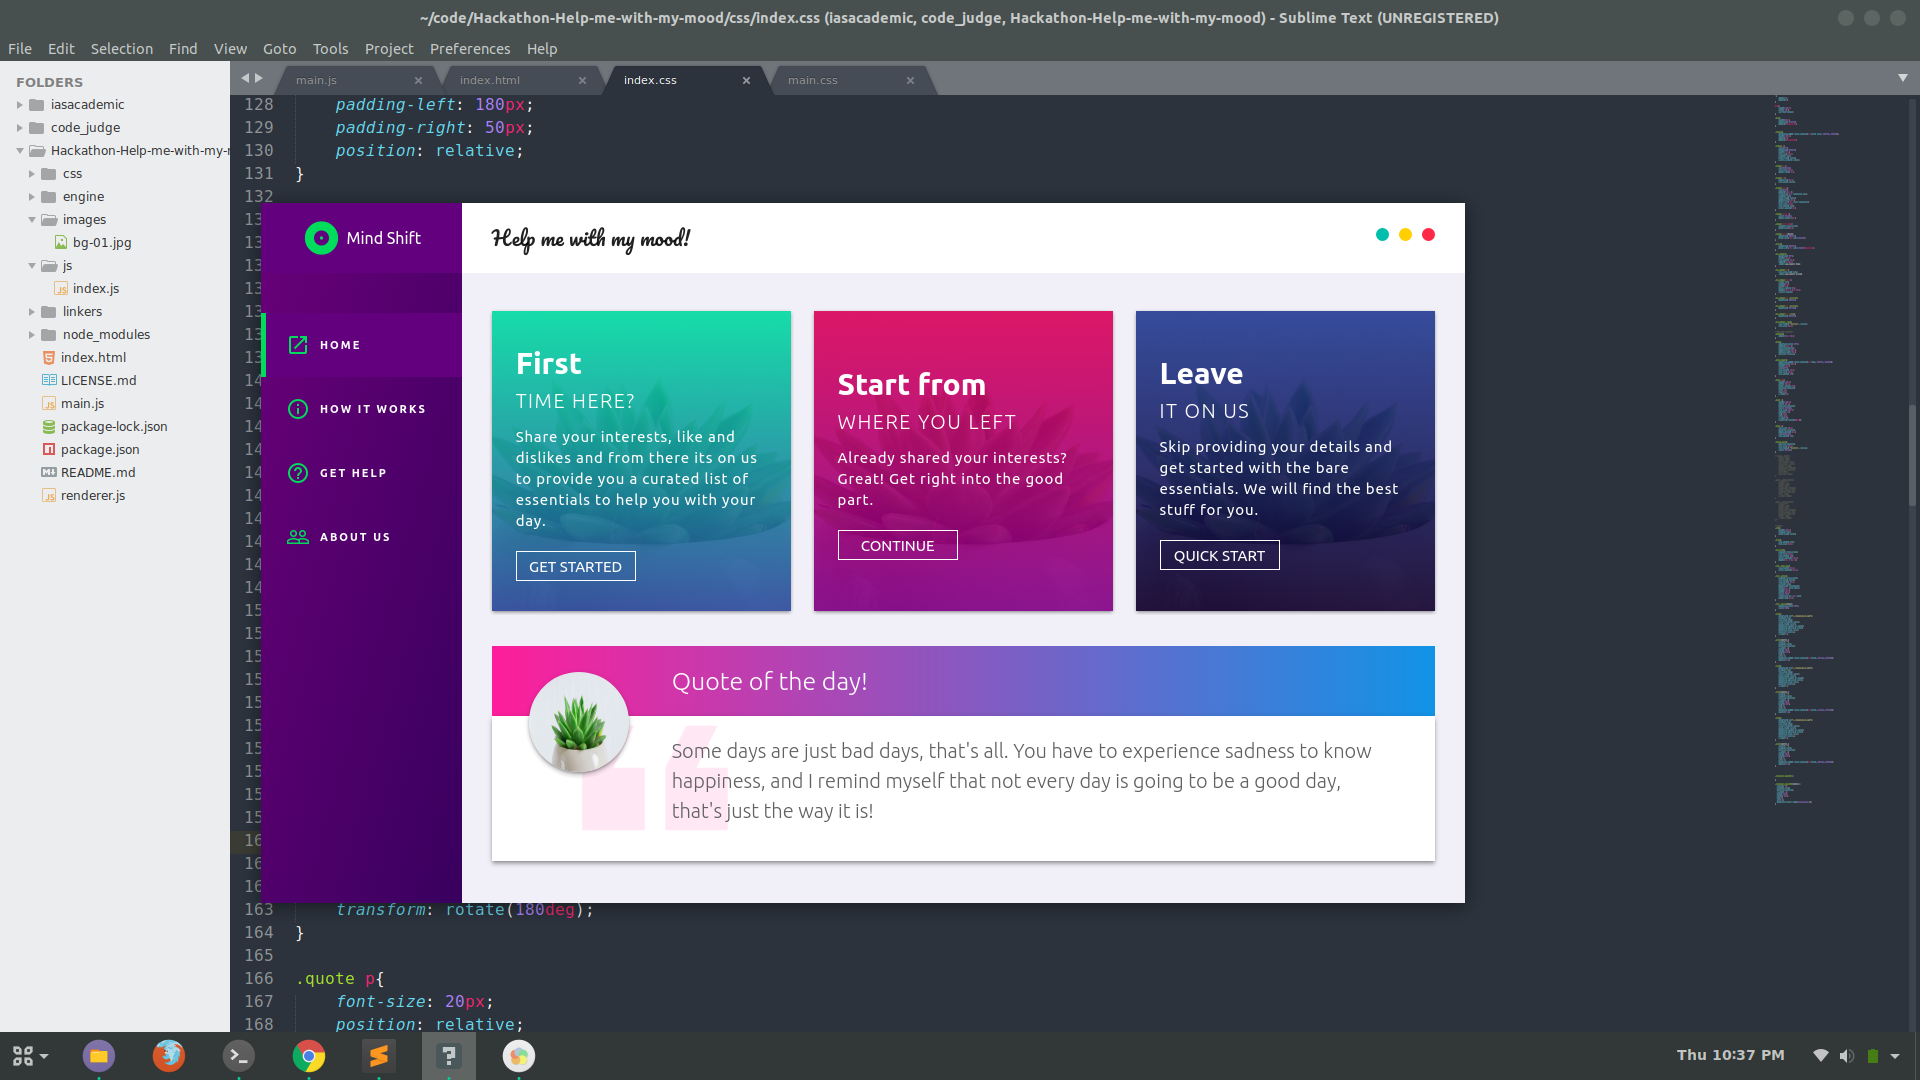 ~/code/Hackathon-Help-me-with-my-mood/css/index.css (iasacademic, code_judge, Hackathon-Help-me-with-my-mood) - Sublime Text (UNREGISTERED)
File Edit Selection Find View Goto Tools Project Preferences Help
FOLDERS
iasacademic
code_judge
Hackathon-Help-me-with-my-r
css
engine
images
bg-01.jpg
js
index.js
linkers
node_modules
index.html
LICENSE.md
main.js
package-lock.json
package.json
README.md
renderer.js
main.js index.html index.css main.css
128 padding-left: 180px;
129 padding-right: 50px;
130 position: relative;
131 }
132
Mind Shift
HOME
HOW IT WORKS
GET HELP
ABOUT US
Help me with my mood!
First
TIME HERE?
Share your interests, like and
dislikes and from there its on us
to provide you a curated list of
essentials to help you with your
day.
GET STARTED
Start from
WHERE YOU LEFT
Already shared your interests?
Great! Get right into the good
part.
CONTINUE
Leave
IT ON US
Skip providing your details and
get started with the bare
essentials. We will find the best
stuff for you.
QUICK START
Quote of the day!
Some days are just bad days, that's all. You have to experience sadness to know
happiness, and I remind myself that not every day is going to be a good day,
that's just the way it is!
163 transform: rotate(180deg);
164 }
165
166 .quote p{
167 font-size: 20px;
168 position: relative;
Thu 10:37 PM